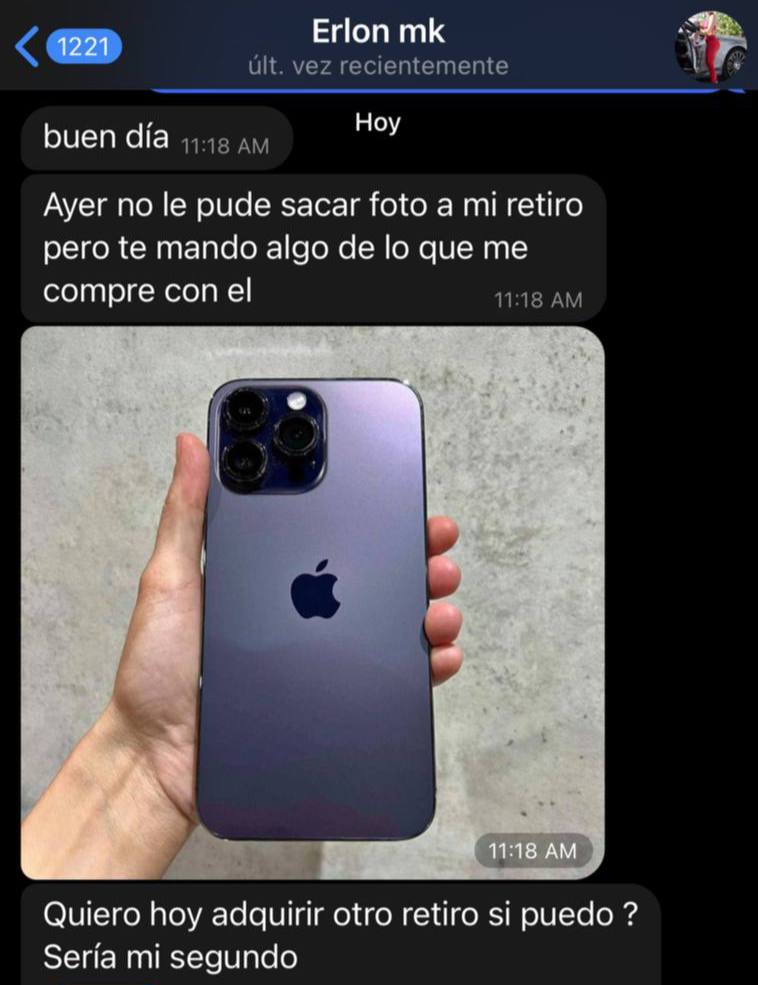 1221
Erlon mk
últ. vez recientemente
Hoy
buen día 11:18 AM
Ayer no le pude sacar foto a mi retiro
pero te mando algo de lo que me
compre con el 11:18 AM
11:18 AM
Quiero hoy adquirir otro retiro si puedo ?
Sería mi segundo